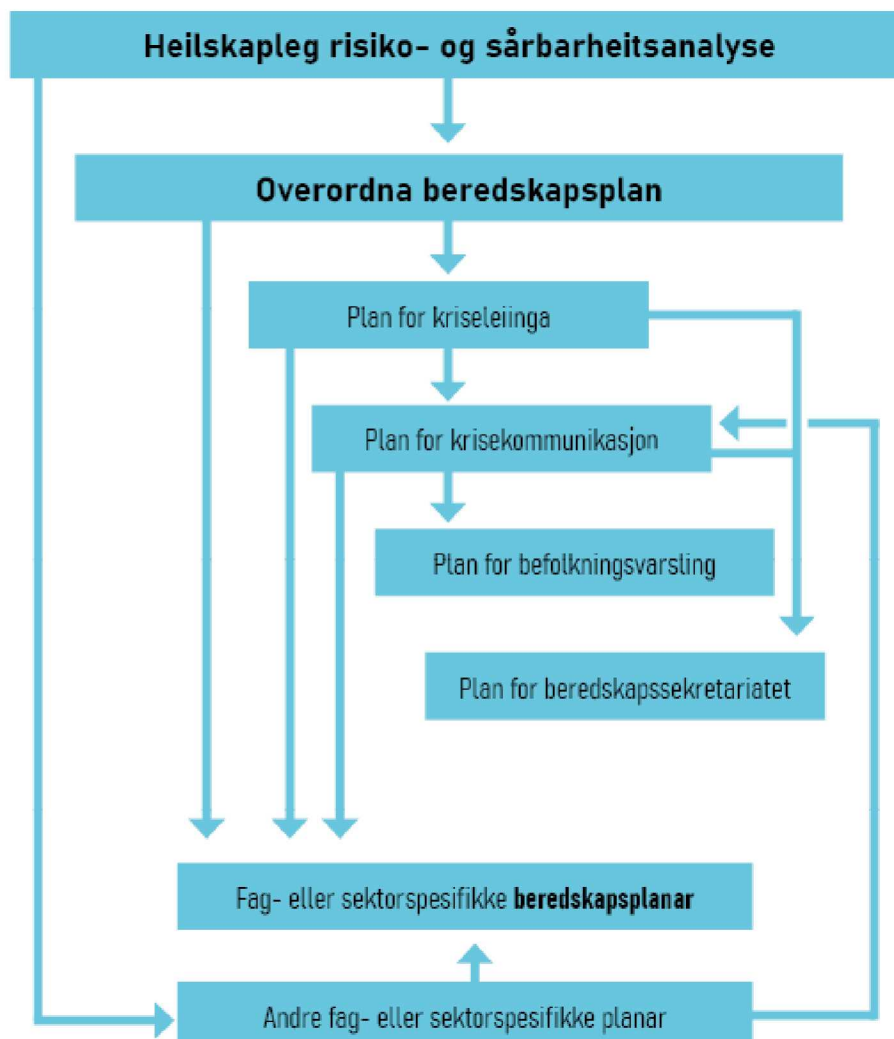 Heilskapleg risiko- og sårbarheitsanalyse
Overordna beredskapsplan
Plan for kriseleiinga
Plan for krisekommunikasjon
Plan for befolkningsvarsling
Plan for beredskapssekretariatet
Fag- eller sektorspesifikke beredskapsplanar
Andre fag- eller sektorspesifikke planar